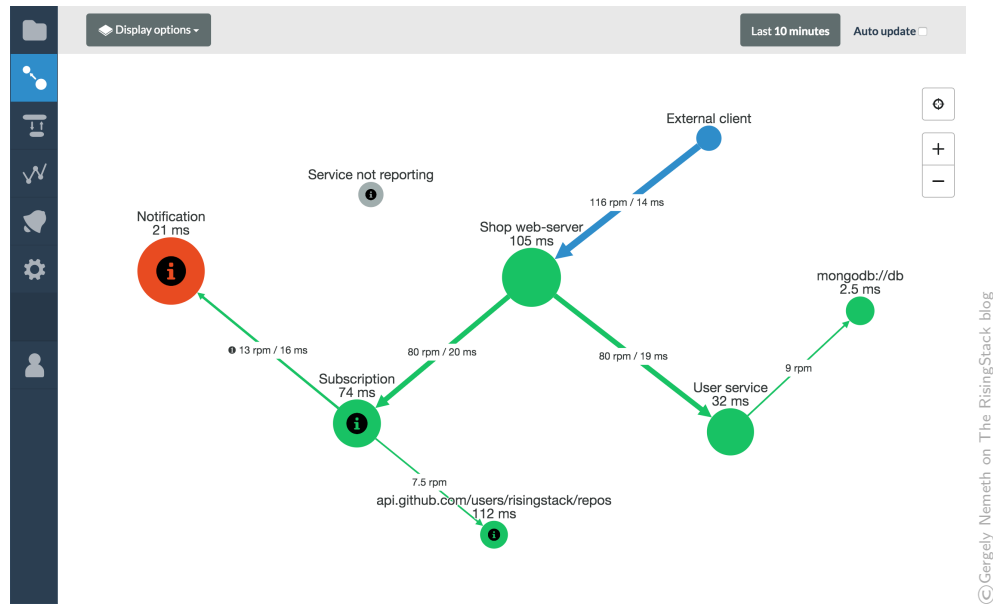 Display options
Last 10 minutes
Auto update
External client
116 rpm / 14 ms
Service not reporting
Notification
21 ms
Shop web-server
105 ms
mongodb://db
2.5 ms
13 rpm / 16 ms
80 rpm / 20 ms
80 rpm / 19 ms
9 rpm
Subscription
74 ms
User service
32 ms
7.5 rpm
api.github.com/users/risingstack/repos
112 ms
©Gergely Nemeth on The RisingStack blog